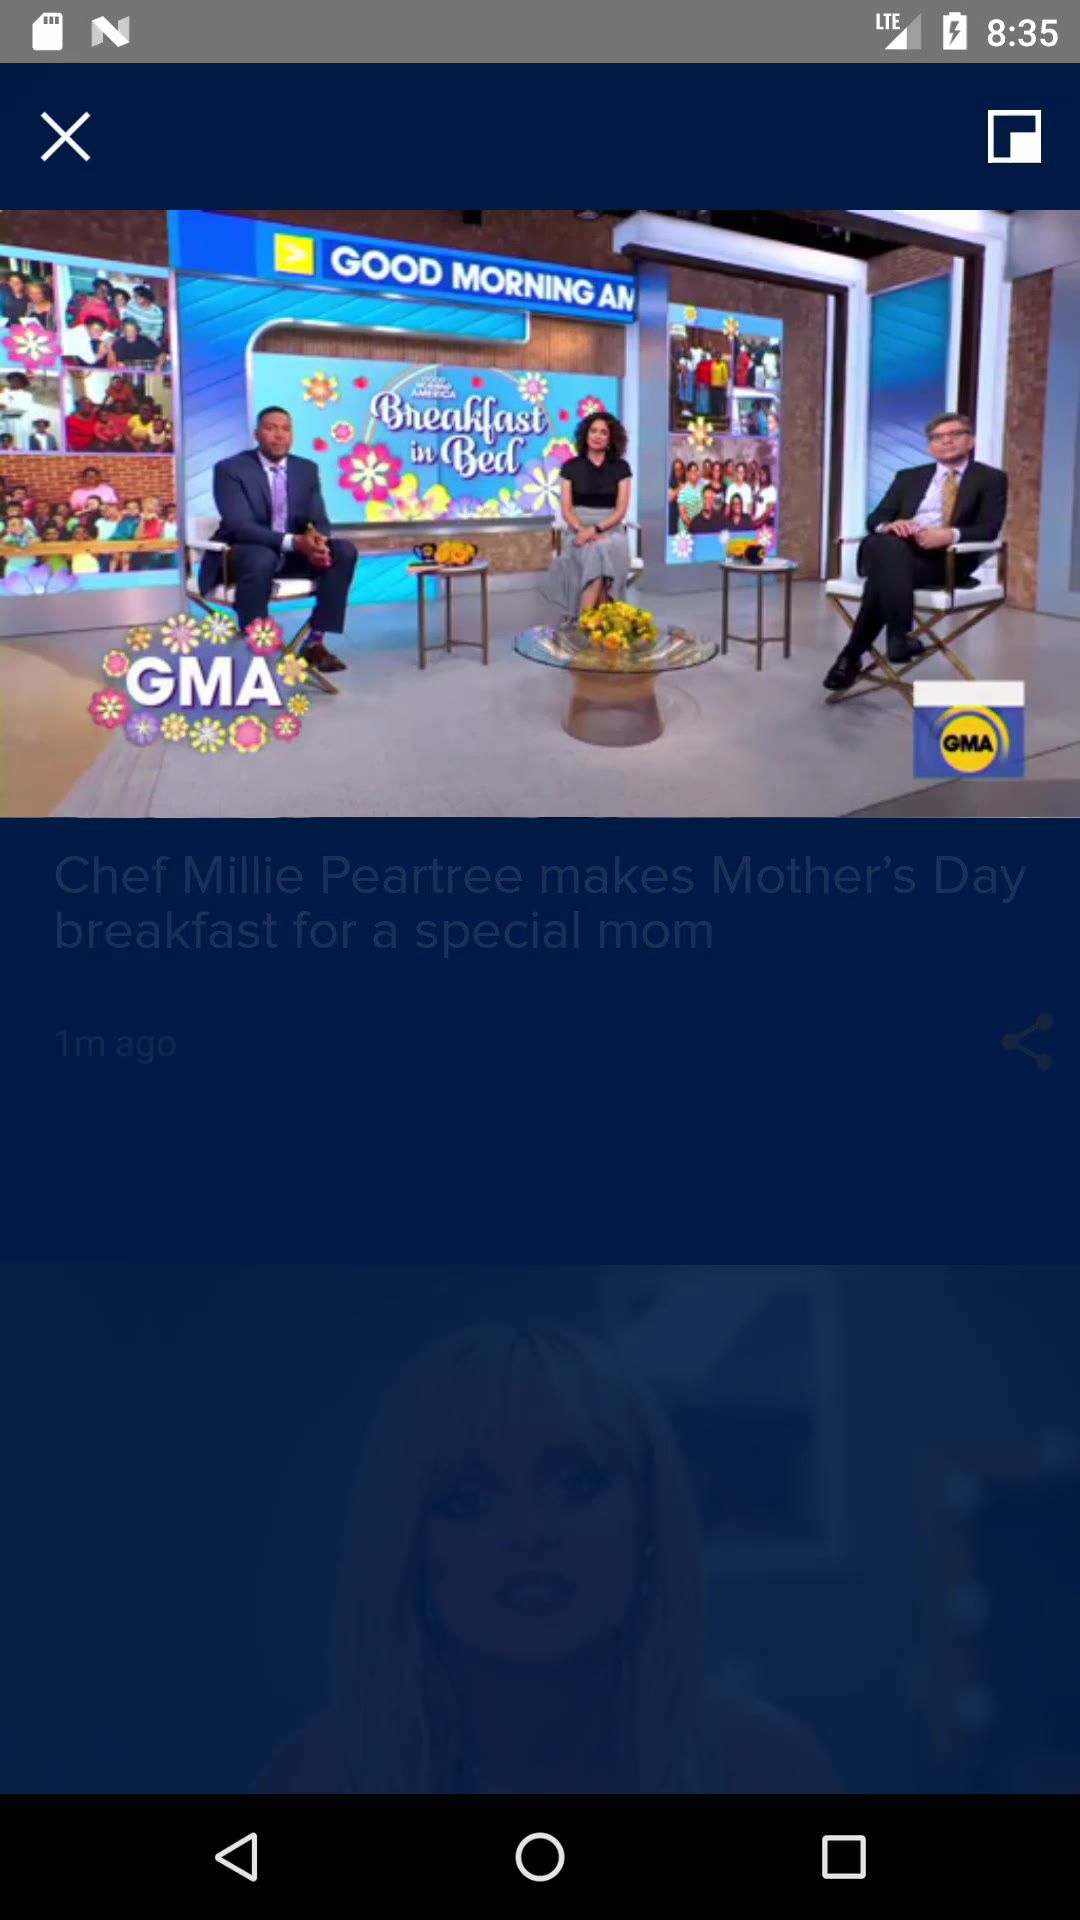 LTE
8:35
GOOD MORNING AM
GOOD
MORNING
AMERICA
Breakfast
in Bed
GMA
GMA
Chef Millie Peartree makes Mother’s Day
breakfast for a special mom
1m ago